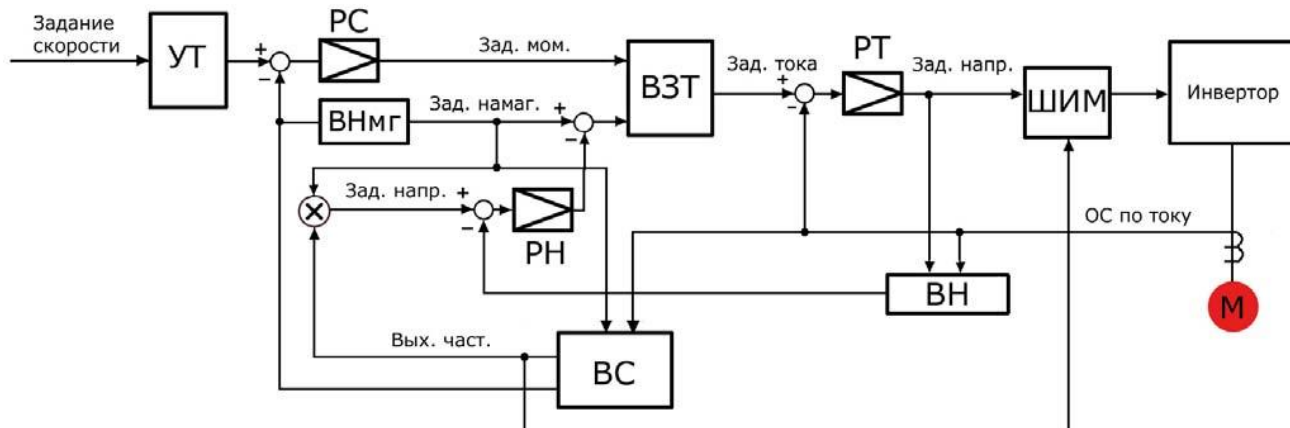 Задание
скорости
УТ
+
−
РС
Зад. мом.
ВЗТ
Зад. тока
+
−
РТ
Зад. напр.
ШИМ
Инвертор
ВНмг
Зад. намаг.
+
−
×
Зад. напр.
+
−
РН
ОС по току
ВН
М
Вых. част.
ВС